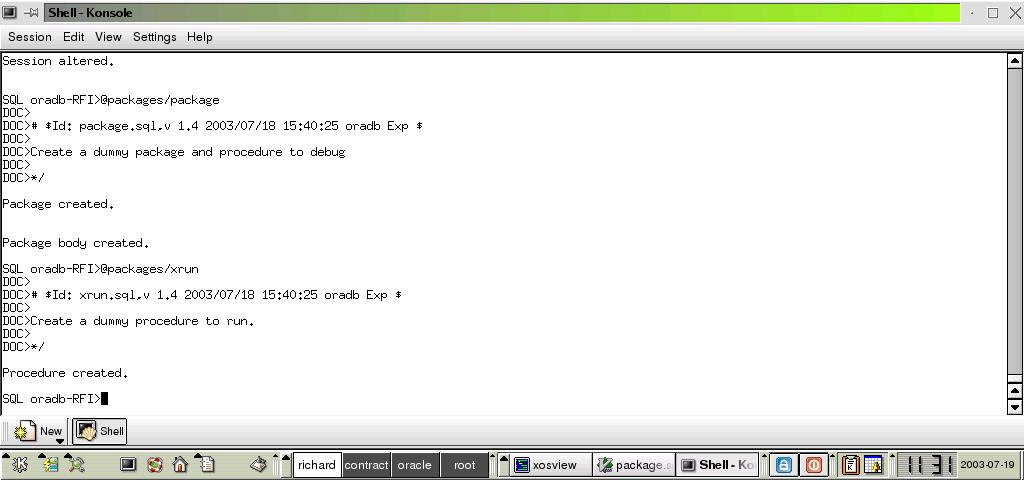 Shell - Konsole
Session Edit View Settings Help
Session altered.
SQL oradb-RFI>@packages/package
DOC>
DOC># $Id: package.sql,v 1.4 2003/07/18 15:40:25 oradb Exp $
DOC>
DOC>Create a dummy package and procedure to debug
DOC>
DOC>*/
Package created.
Package body created.
SQL oradb-RFI>@packages/xrun
DOC>
DOC># $Id: xrun.sql,v 1.4 2003/07/18 15:40:25 oradb Exp $
DOC>
DOC>Create a dummy procedure to run.
DOC>
DOC>*/
Procedure created.
SQL oradb-RFI>
New Shell
richard contract oracle root xosview package.s Shell - Ko 11:31 2003-07-19